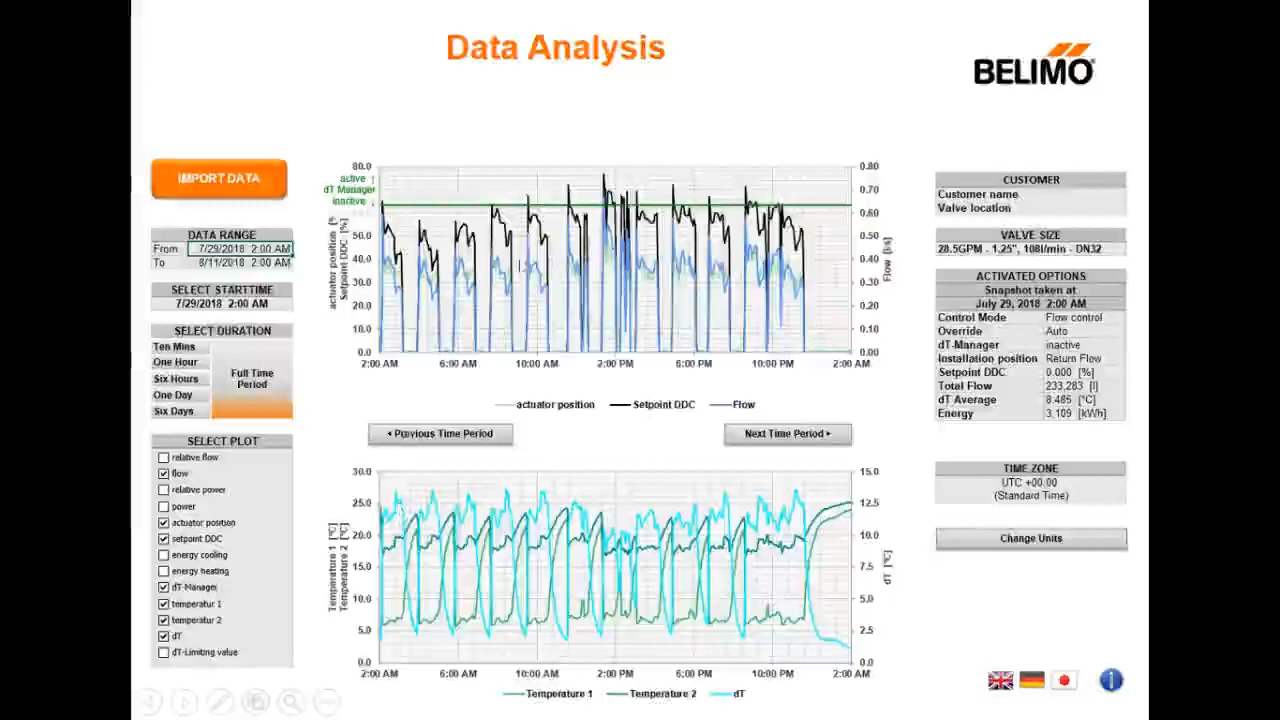 Data Analysis
BELIMO
IMPORT DATA
DATA RANGE
From 7/29/2018 2:00 AM
To 8/11/2018 2:00 AM
SELECT STARTTIME
7/29/2018 2:00 AM
SELECT DURATION
Ten Mins
One Hour
Six Hours
One Day
Six Days
Full Time
Period
SELECT PLOT
relative flow
flow
relative power
power
actuator position
setpoint DDC
energy cooling
energy heating
dT-Manager
temperatur 1
temperatur 2
dT
dT-Limiting value
80.0
active
dT Manager
inactive
50.0
40.0
30.0
20.0
10.0
0.0
actuator position [%]
Setpoint DDC [%]
0.80
0.70
0.60
0.50
0.40
0.30
0.20
0.10
0.00
Flow [l/s]
2:00 AM 6:00 AM 10:00 AM 2:00 PM 6:00 PM 10:00 PM 2:00 AM
actuator position Setpoint DDC Flow
Previous Time Period
Next Time Period
30.0
25.0
20.0
15.0
10.0
5.0
0.0
Temperature 1 [°C]
Temperature 2 [°C]
15.0
12.5
10.0
7.5
5.0
2.5
0.0
dT [°C]
2:00 AM 6:00 AM 10:00 AM 2:00 PM 6:00 PM 10:00 PM 2:00 AM
Temperature 1 Temperature 2 dT
CUSTOMER
Customer name
Valve location
VALVE SIZE
28.5GPM - 1.25", 108l/min - DN32
ACTIVATED OPTIONS
Snapshot taken at
July 29, 2018 2:00 AM
Control Mode Flow control
Override Auto
dT-Manager inactive
Installation position Return Flow
Setpoint DDC 0.000 [%]
Total Flow 233,283 [l]
dT Average 8.485 [°C]
Energy 3,109 [kWh]
TIME ZONE
UTC +00:00
(Standard Time)
Change Units
i